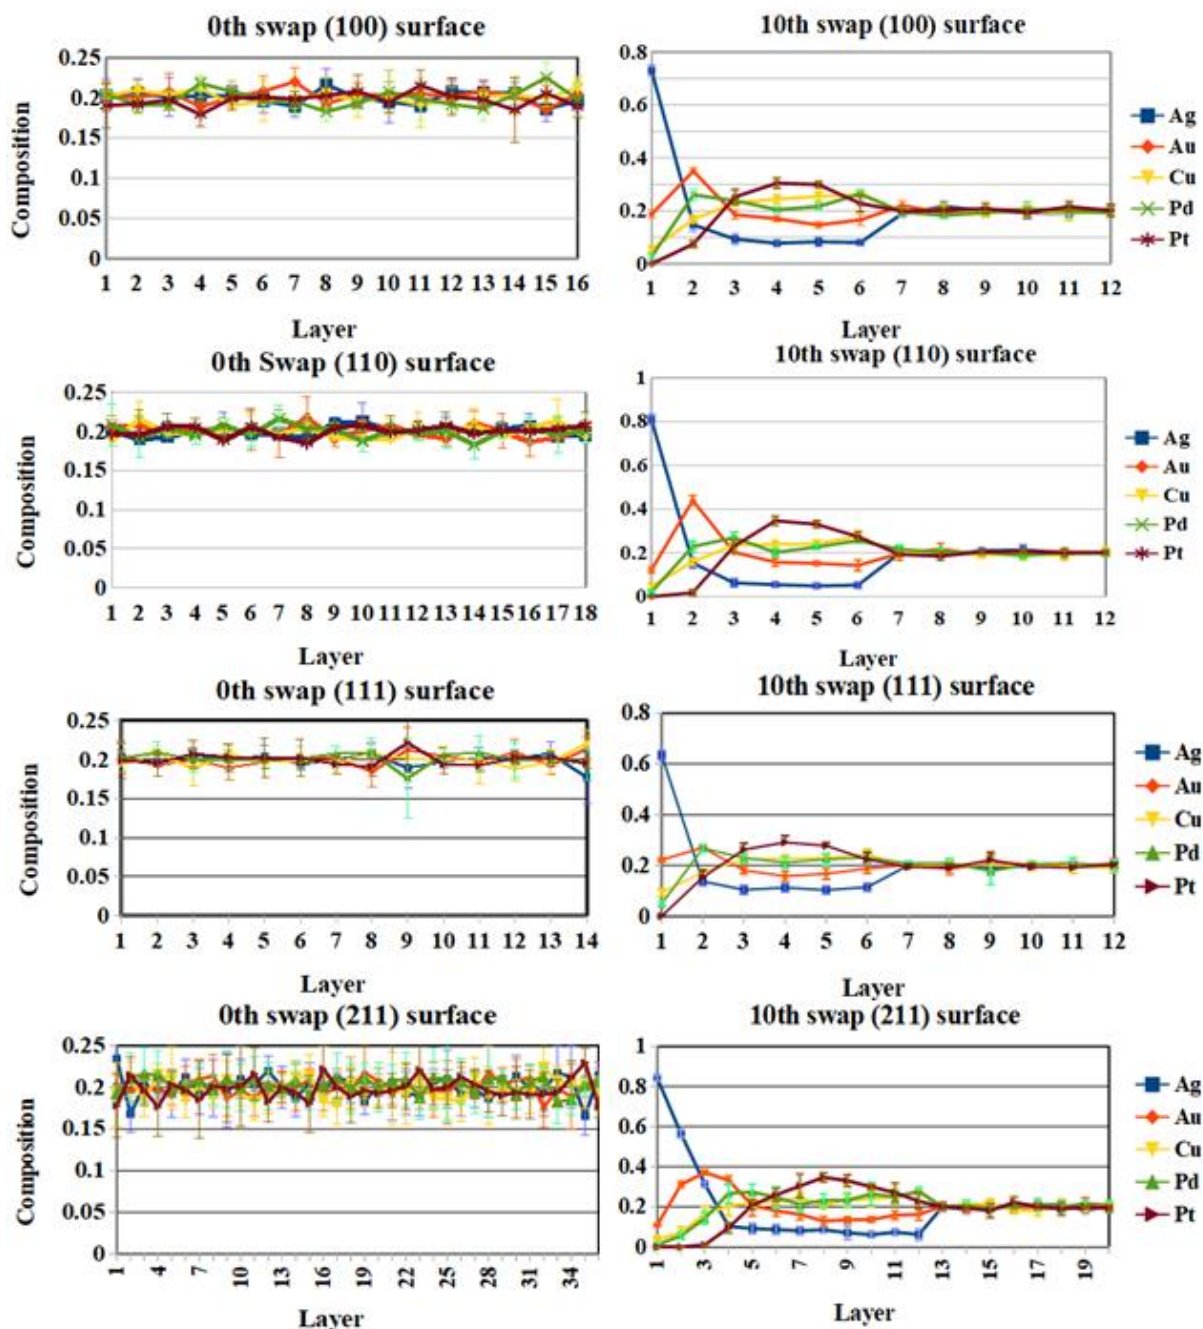 0th swap (100) surface
0.25
0.2
0.15
0.1
0.05
0
Composition
1 2 3 4 5 6 7 8 9 10 11 12 13 14 15 16
Layer
10th swap (100) surface
0.8
0.6
0.4
0.2
0
1 2 3 4 5 6 7 8 9 10 11 12
Layer
Ag
Au
Cu
Pd
Pt
0th Swap (110) surface
0.25
0.2
0.15
0.1
0.05
0
Composition
1 2 3 4 5 6 7 8 9 10 11 12 13 14 15 16 17 18
Layer
10th swap (110) surface
1
0.8
0.6
0.4
0.2
0
1 2 3 4 5 6 7 8 9 10 11 12
Layer
Ag
Au
Cu
Pd
Pt
0th swap (111) surface
0.25
0.2
0.15
0.1
0.05
0
Composition
1 2 3 4 5 6 7 8 9 10 11 12 13 14
Layer
10th swap (111) surface
0.8
0.6
0.4
0.2
0
1 2 3 4 5 6 7 8 9 10 11 12
Layer
Ag
Au
Cu
Pd
Pt
0th swap (211) surface
0.25
0.2
0.15
0.1
0.05
0
Composition
1 4 7 10 13 16 19 22 25 28 31 34
Layer
10th swap (211) surface
1
0.8
0.6
0.4
0.2
0
1 3 5 7 9 11 13 15 17 19
Layer
Ag
Au
Cu
Pd
Pt